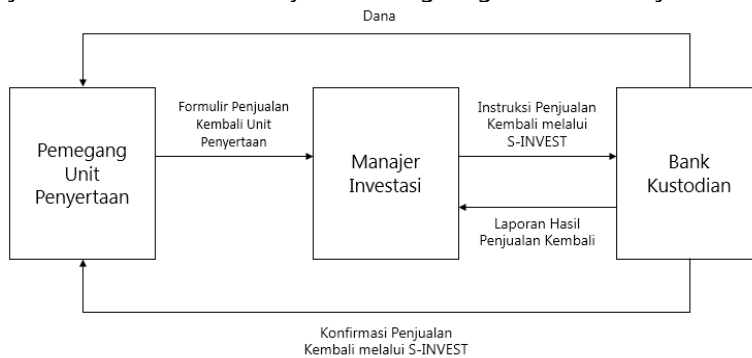 Dana
Formulir Penjualan
Kembali Unit
Penyertaan
Instruksi Penjualan
Kembali melalui
S-INVEST
Pemegang
Unit
Penyertaan
Manajer
Investasi
Bank
Kustodian
Laporan Hasil
Penjualan Kembali
Konfirmasi Penjualan
Kembali melalui S-INVEST